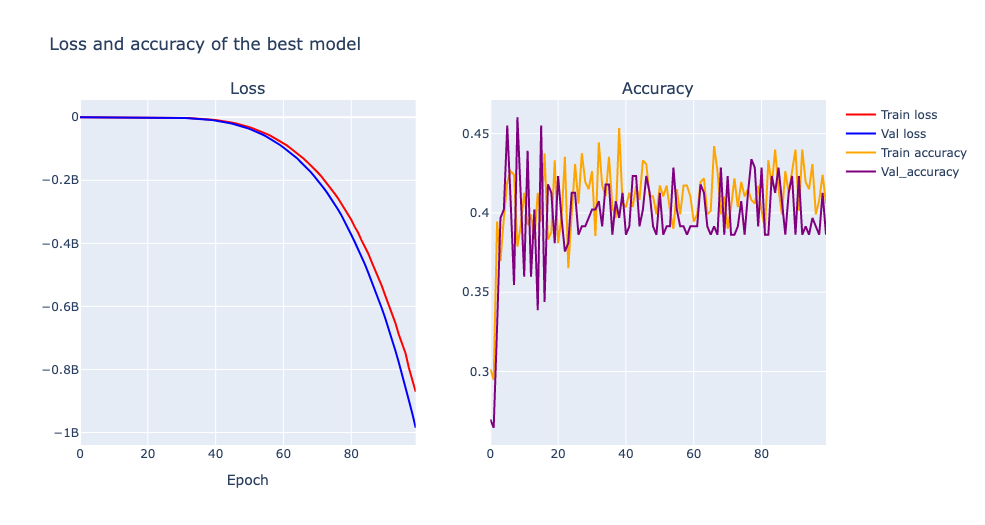 Loss and accuracy of the best model
Loss
0
−0.2B
−0.4B
−0.6B
−0.8B
−1B
0 20 40 60 80
Epoch
Accuracy
0.45
0.4
0.35
0.3
0 20 40 60 80
Train loss
Val loss
Train accuracy
Val_accuracy